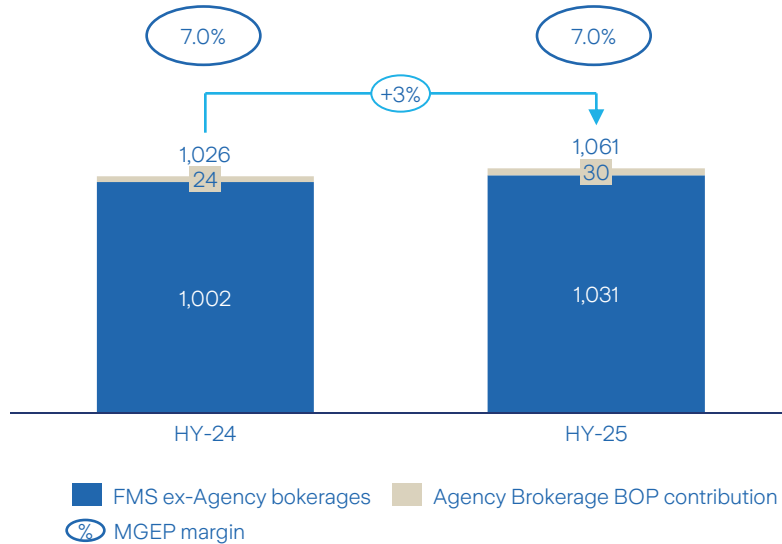 7.0%
7.0%
+3%
1,026
1,061
24
30
1,002
1,031
HY-24
HY-25
FMS ex-Agency bokerages
Agency Brokerage BOP contribution
% MGEP margin